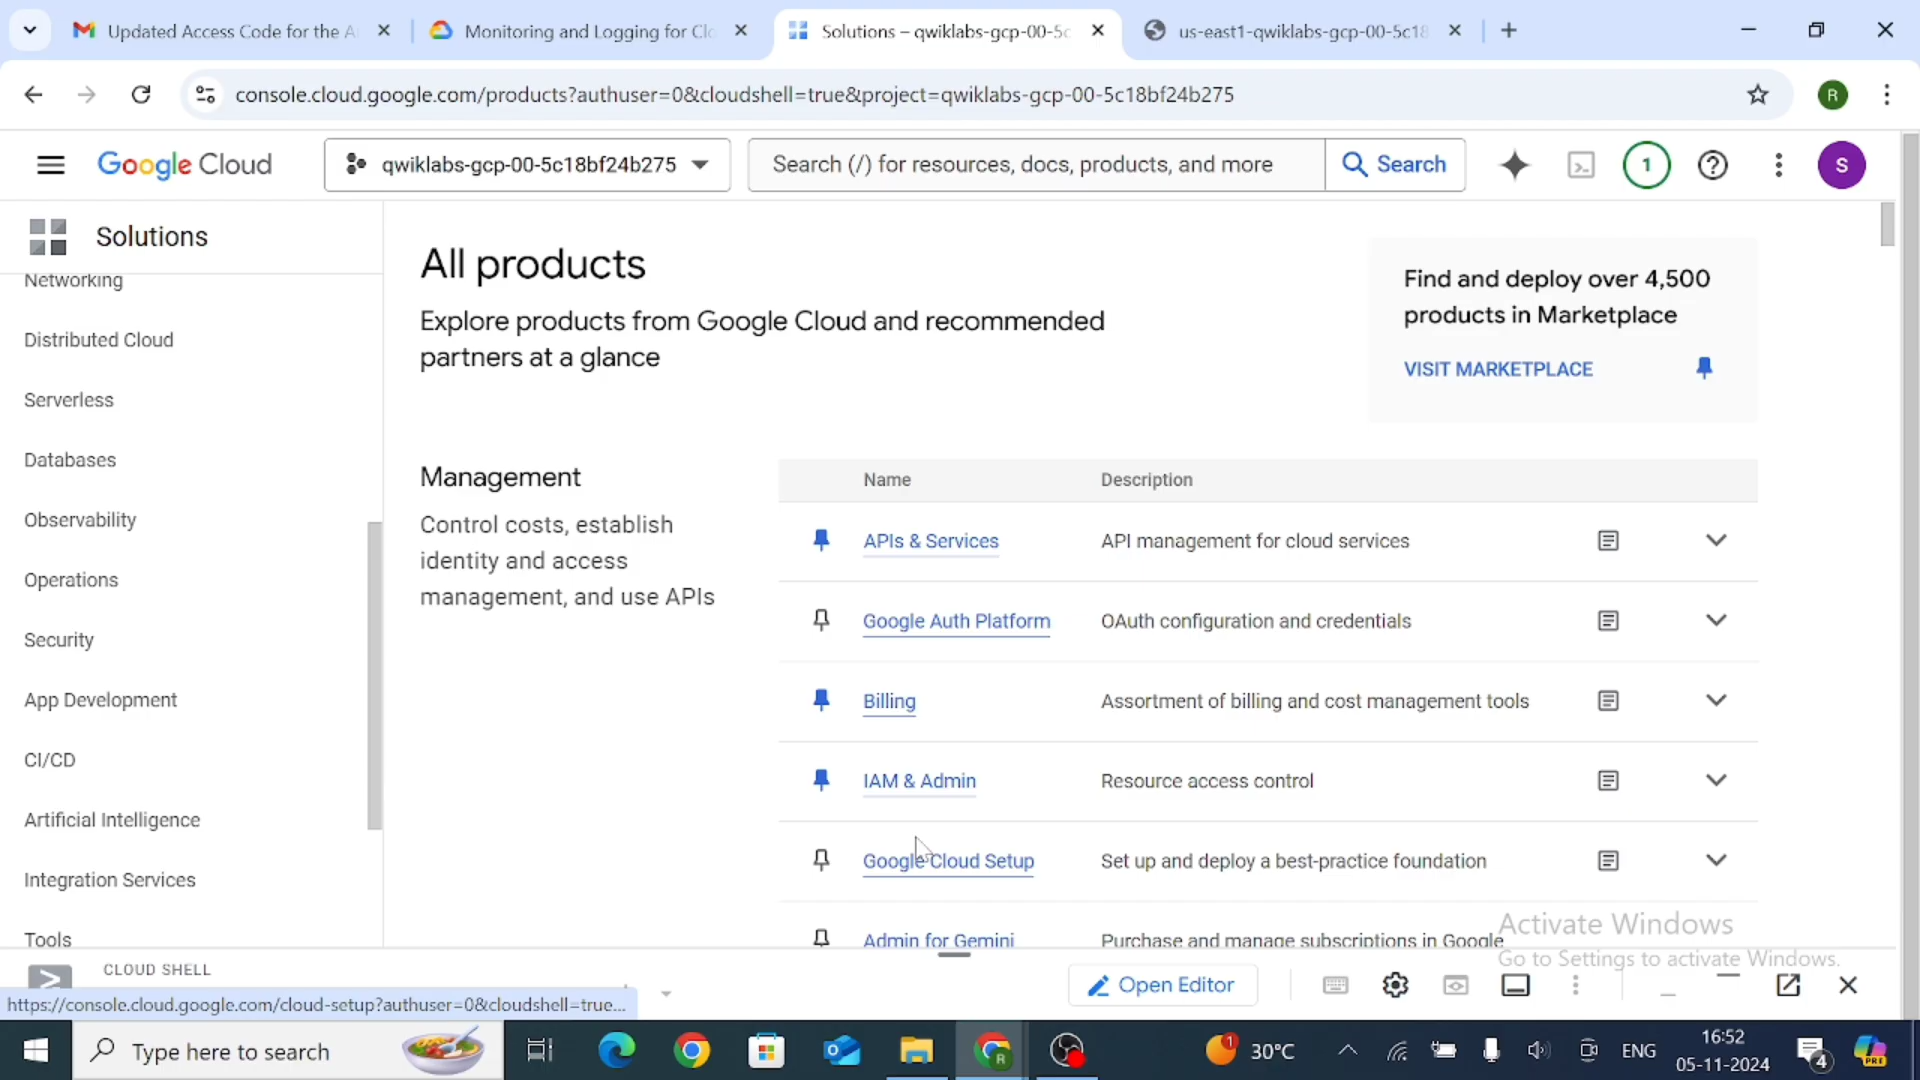 Updated Access Code for the A
Monitoring and Logging for Clo
Solutions – qwiklabs-gcp-00-5c
us-east1-qwiklabs-gcp-00-5c18
console.cloud.google.com/products?authuser=0&cloudshell=true&project=qwiklabs-gcp-00-5c18bf24b275
R
Google Cloud
qwiklabs-gcp-00-5c18bf24b275
Search (/) for resources, docs, products, and more
Search
1
S
Solutions
Networking
Distributed Cloud
Serverless
Databases
Observability
Operations
Security
App Development
CI/CD
Artificial Intelligence
Integration Services
Tools
All products
Explore products from Google Cloud and recommended
partners at a glance
Find and deploy over 4,500
products in Marketplace
VISIT MARKETPLACE
Management
Control costs, establish
identity and access
management, and use APIs
Name Description
APIs & Services API management for cloud services
Google Auth Platform OAuth configuration and credentials
Billing Assortment of billing and cost management tools
IAM & Admin Resource access control
Google Cloud Setup Set up and deploy a best-practice foundation
Admin for Gemini Purchase and manage subscriptions in Google
Activate Windows
Go to Settings to activate Windows.
CLOUD SHELL
Open Editor
https://console.cloud.google.com/cloud-setup?authuser=0&cloudshell=true...
Type here to search
R
1
30°C
ENG
16:52
05-11-2024
4
PRE